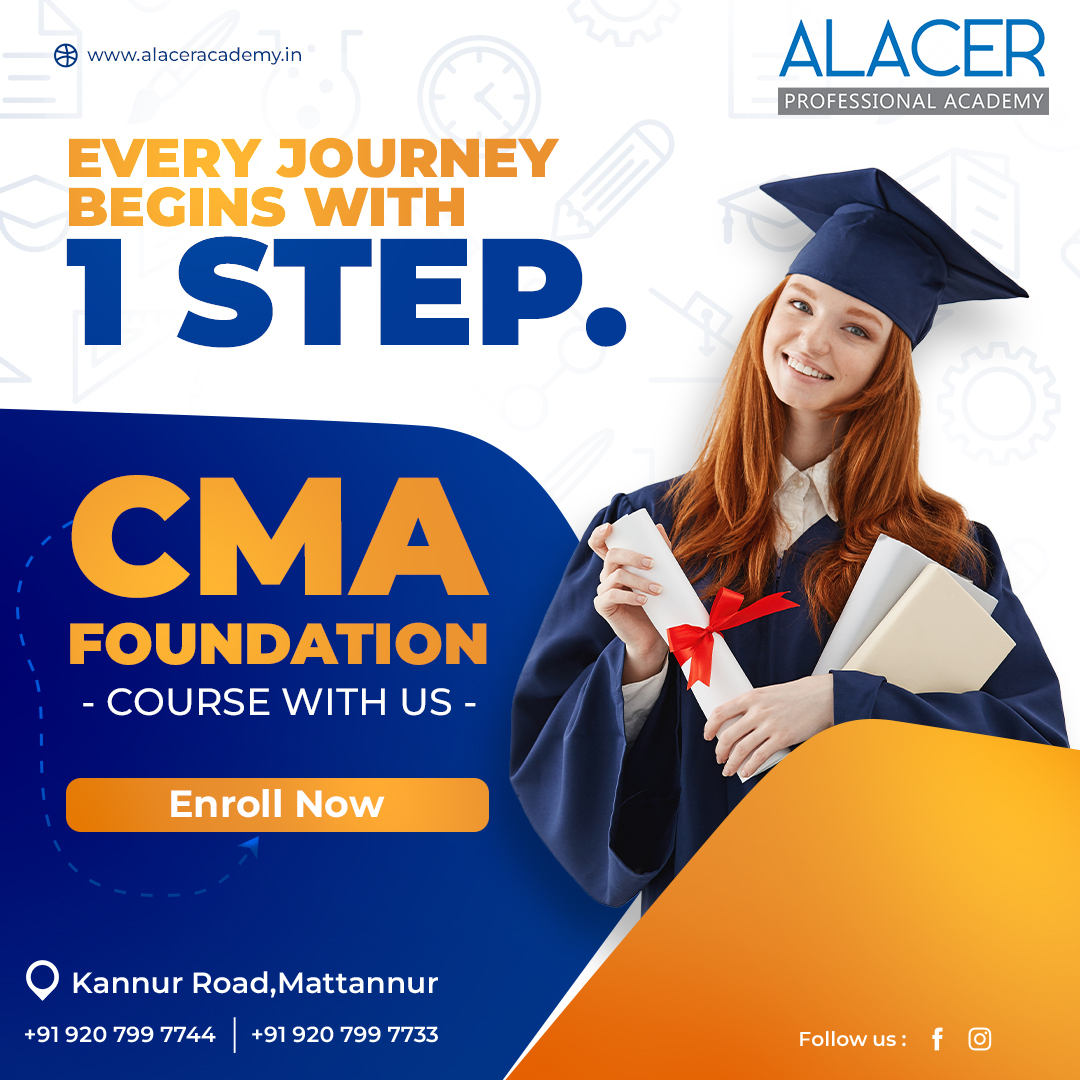 www.alaceracademy.in
ALACER
PROFESSIONAL ACADEMY
EVERY JOURNEY
BEGINS WITH
1 STEP.
CMA
FOUNDATION
- COURSE WITH US -
Enroll Now
Kannur Road,Mattannur
+91 920 799 7744 | +91 920 799 7733
Follow us :